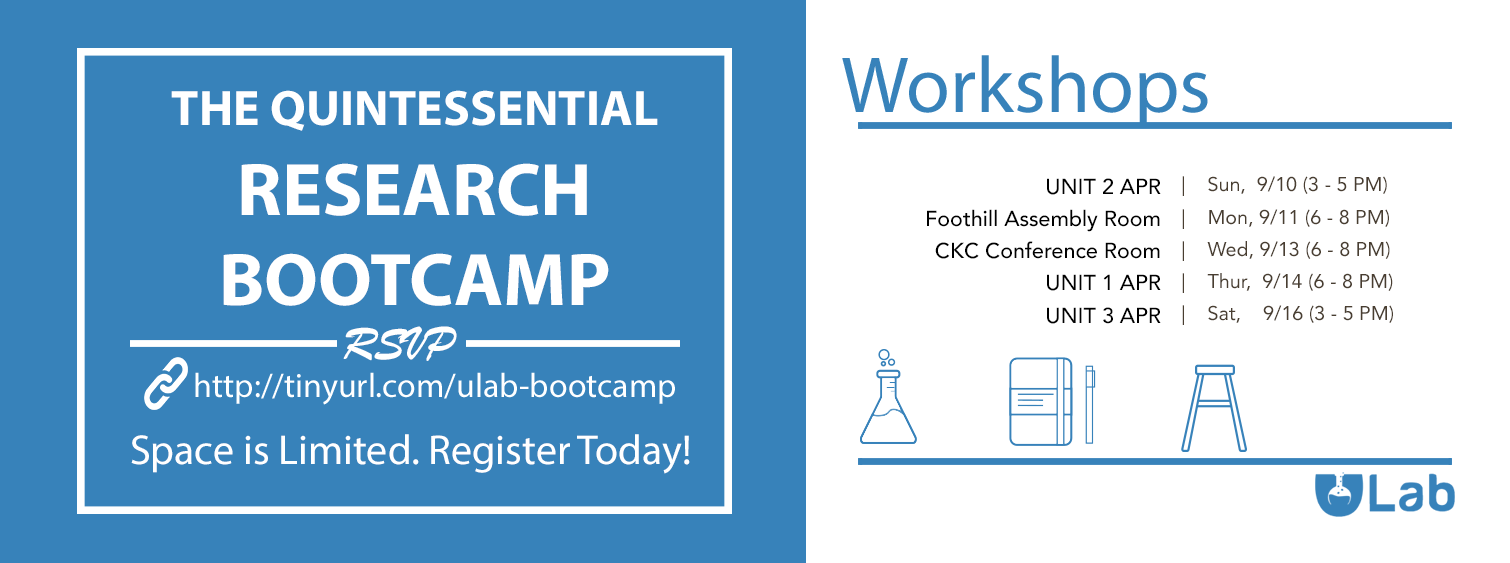 THE QUINTESSENTIAL
RESEARCH
BOOTCAMP
RSVP
http://tinyurl.com/ulab-bootcamp
Space is Limited. Register Today!
Workshops
UNIT 2 APR | Sun, 9/10 (3 - 5 PM)
Foothill Assembly Room | Mon, 9/11 (6 - 8 PM)
CKC Conference Room | Wed, 9/13 (6 - 8 PM)
UNIT 1 APR | Thur, 9/14 (6 - 8 PM)
UNIT 3 APR | Sat, 9/16 (3 - 5 PM)
ULab